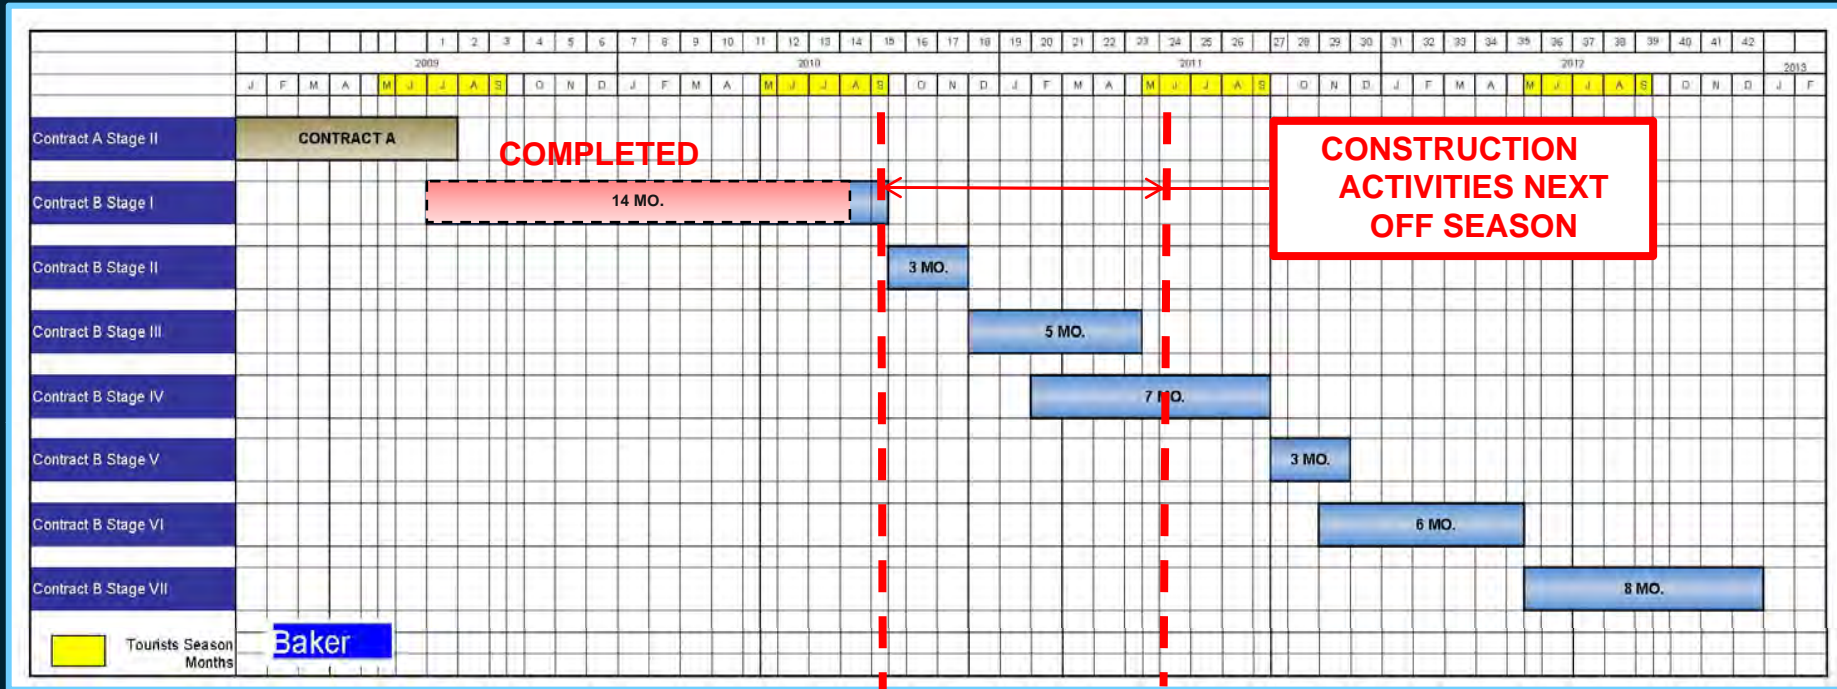 1 2 3 4 5 6 7 8 9 10 11 12 13 14 15 16 17 18 19 20 21 22 23 24 25 26 27 28 29 30 31 32 33 34 35 36 37 38 39 40 41 42
2009 2010 2011 2012 2013
J F M A M J J A S O N D J F M A M J J A S O N D J F M A M J J A S O N D J F M A M J J A S O N D J F
Contract A Stage II
CONTRACT A
COMPLETED
CONSTRUCTION
ACTIVITIES NEXT
OFF SEASON
Contract B Stage I
14 MO.
Contract B Stage II
3 MO.
Contract B Stage III
5 MO.
Contract B Stage IV
7 MO.
Contract B Stage V
3 MO.
Contract B Stage VI
6 MO.
Contract B Stage VII
8 MO.
Tourists Season
Months
Baker